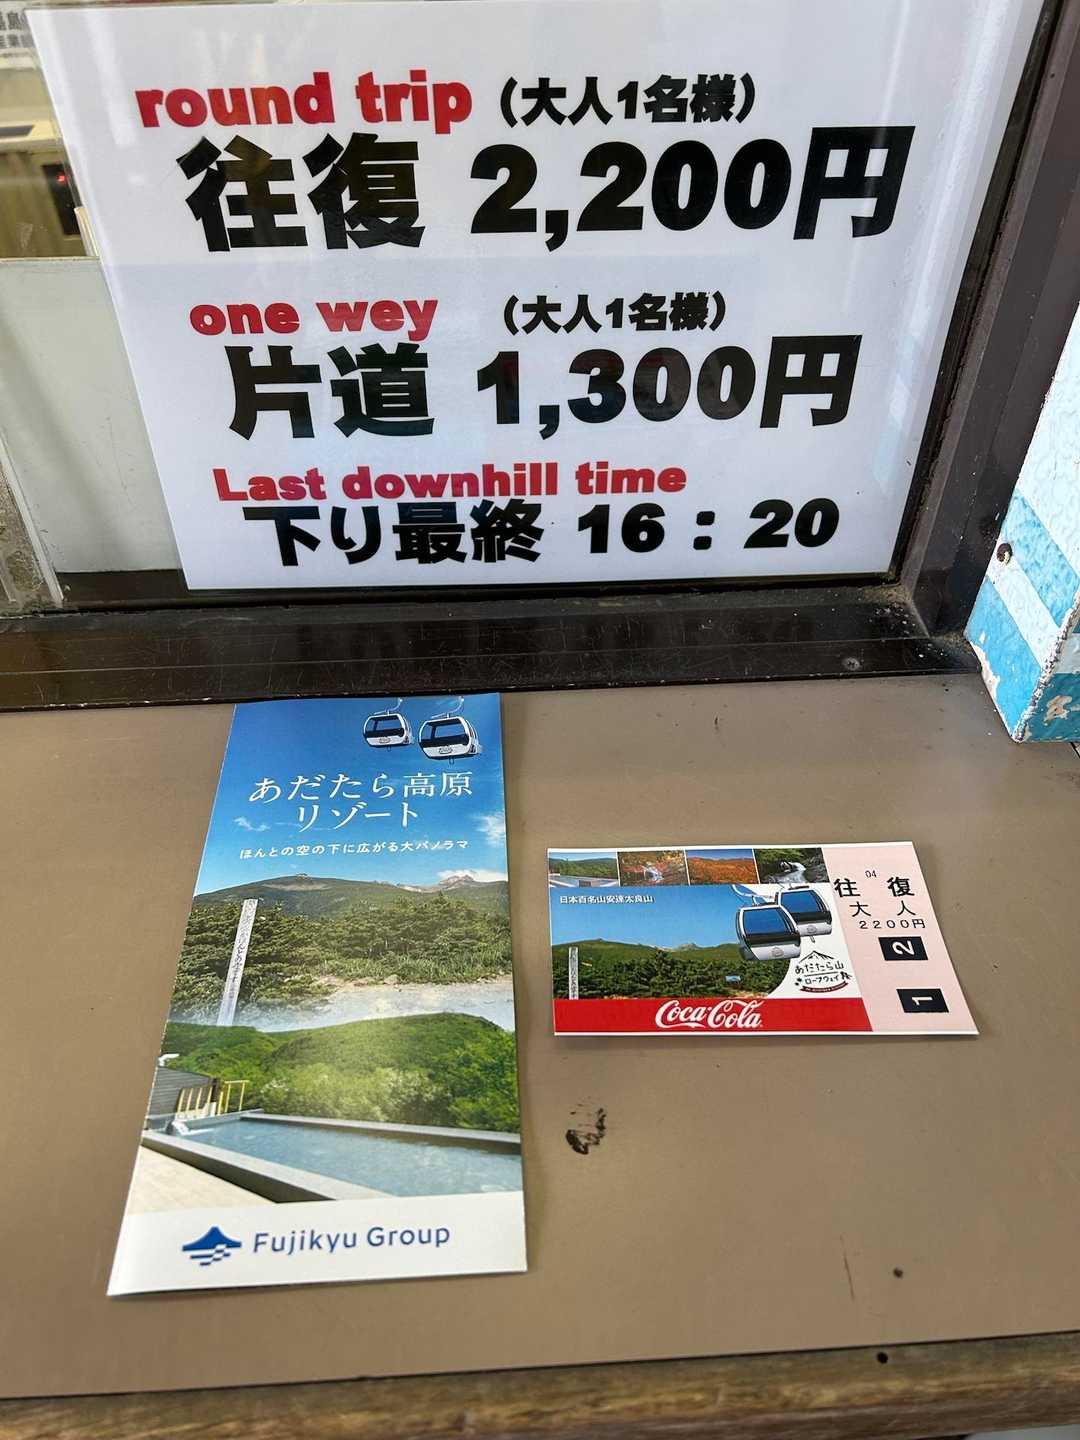 round trip (大人1名様)
往復 2,200円
one wey (大人1名様)
片道 1,300円
Last downhill time
下り最終 16:20
あだたら高原
リゾート
ほんとの空の下に広がる大パノラマ
Fujikyu Group
日本百名山安達太良山
あだたら山
ロープウェイ
Coca-Cola
04
往復
大人
2200円
2
1